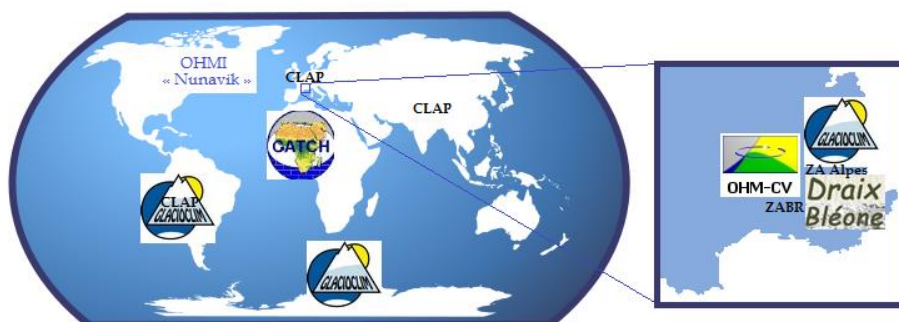 OHMI
« Nunavik »
CLAP
CLAP
CATCH
CLAP
GLACIOCLIM
GLACIOCLIM
GLACIOCLIM
ZA Alpes
OHM-CV
Draix
ZABR
Bléone